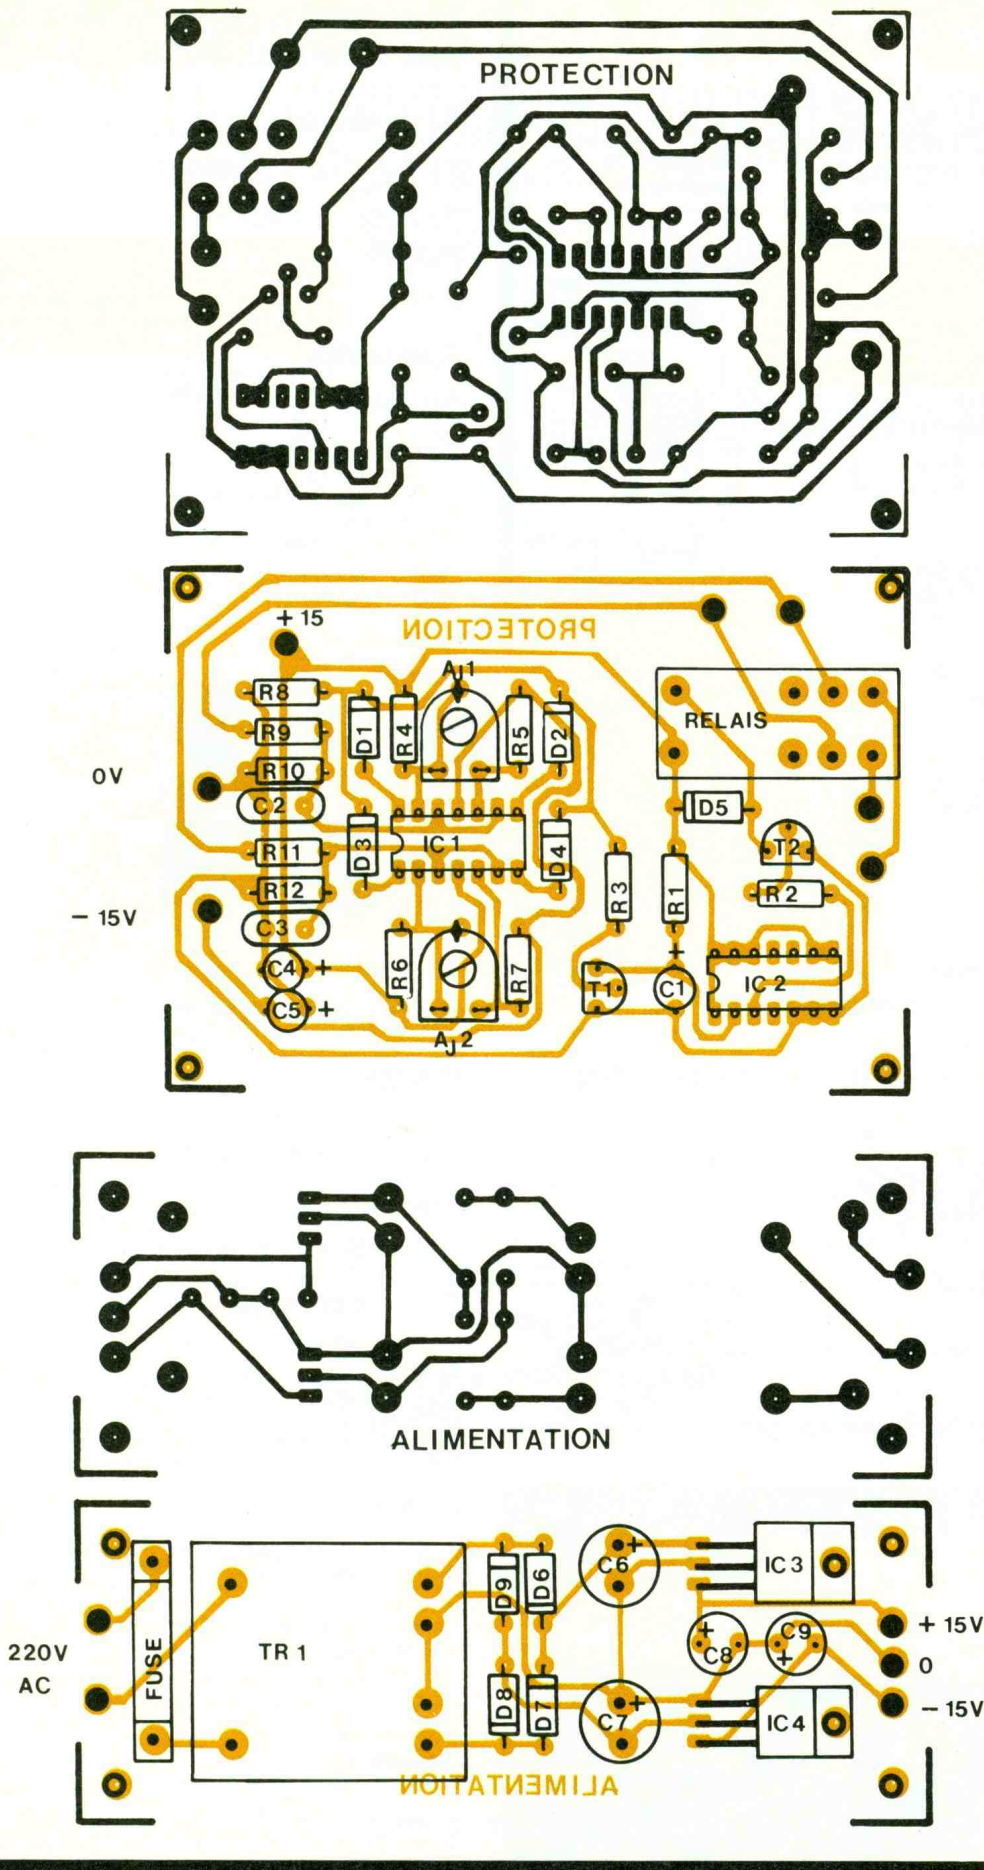 PROTECTION
+ 15
PROTECTION
AJ1
R8
D1
R4
R5
D2
RELAIS
R9
0V
R10
C2
D5
R11
D3
IC1
D4
T2
R12
R3
R1
R2
- 15V
C3
C4 +
R6
R7
T1
+
C1
IC2
C5 +
AJ2
ALIMENTATION
220V
AC
FUSE
TR 1
D9
D6
C6 +
IC3
+ 15V
+
C8
C9
+
0
D8
D7
C7 +
IC4
- 15V
ALIMENTATION